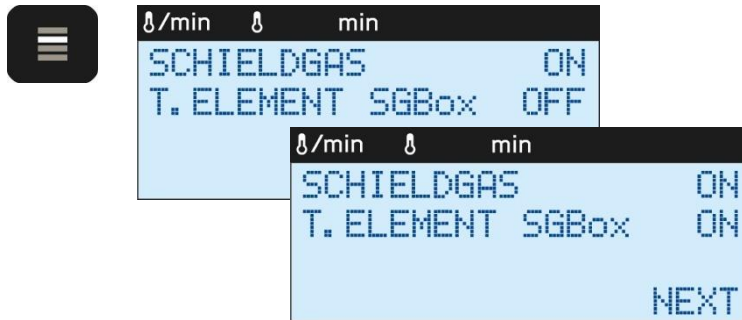 /min min
SCHIELDGAS ON
T. ELEMENT SGBox OFF
/min min
SCHIELDGAS ON
T. ELEMENT SGBox ON
NEXT